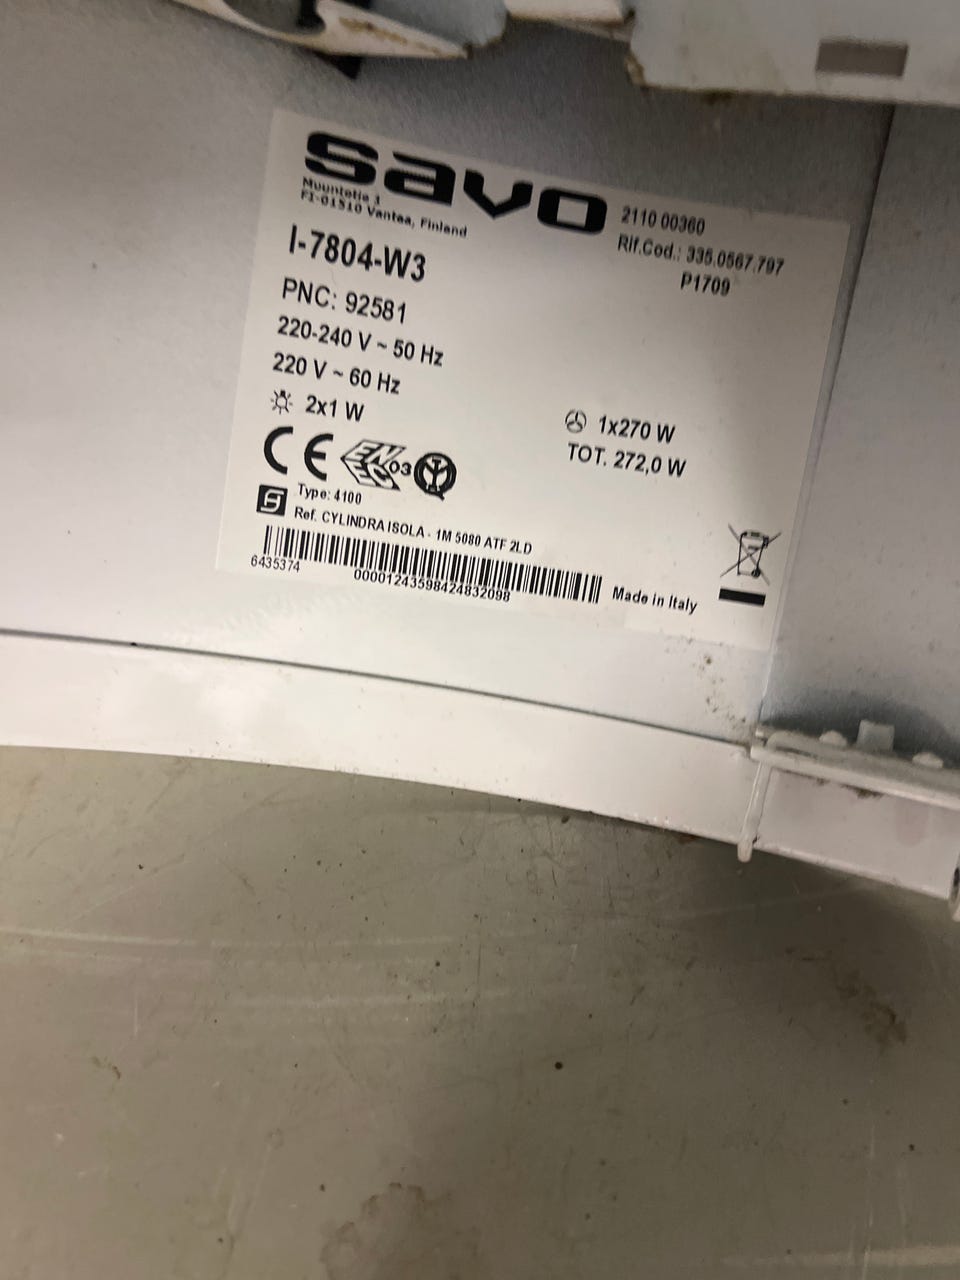 savo
Muuntotie 1
FI-01510 Vantaa, Finland
2110 00360
Rif.Cod.: 335.0567.797
P1709
I-7804-W3
PNC: 92581
220-240 V ~ 50 Hz
220 V ~ 60 Hz
2x1 W
1x270 W
TOT. 272,0 W
CE ENEC 03
Type: 4100
Ref. CYLINDRA ISOLA - 1M 5080 ATF 2LD
6435374
00001243598424832098
Made in Italy